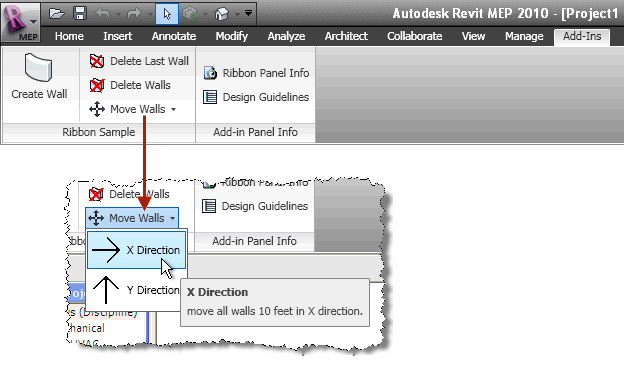 Autodesk Revit MEP 2010 - [Project1
MEP
Home Insert Annotate Modify Analyze Architect Collaborate View Manage Add-Ins
Create Wall
Delete Last Wall
Delete Walls
Move Walls
Ribbon Sample
Ribbon Panel Info
Design Guidelines
Add-in Panel Info
Delete Walls
Move Walls
Ribbon Panel Info
Design Guidelines
Add-in Panel Info
X Direction
Y Direction
X Direction
move all walls 10 feet in X direction.
s (Discipline)
hanical
HVAC